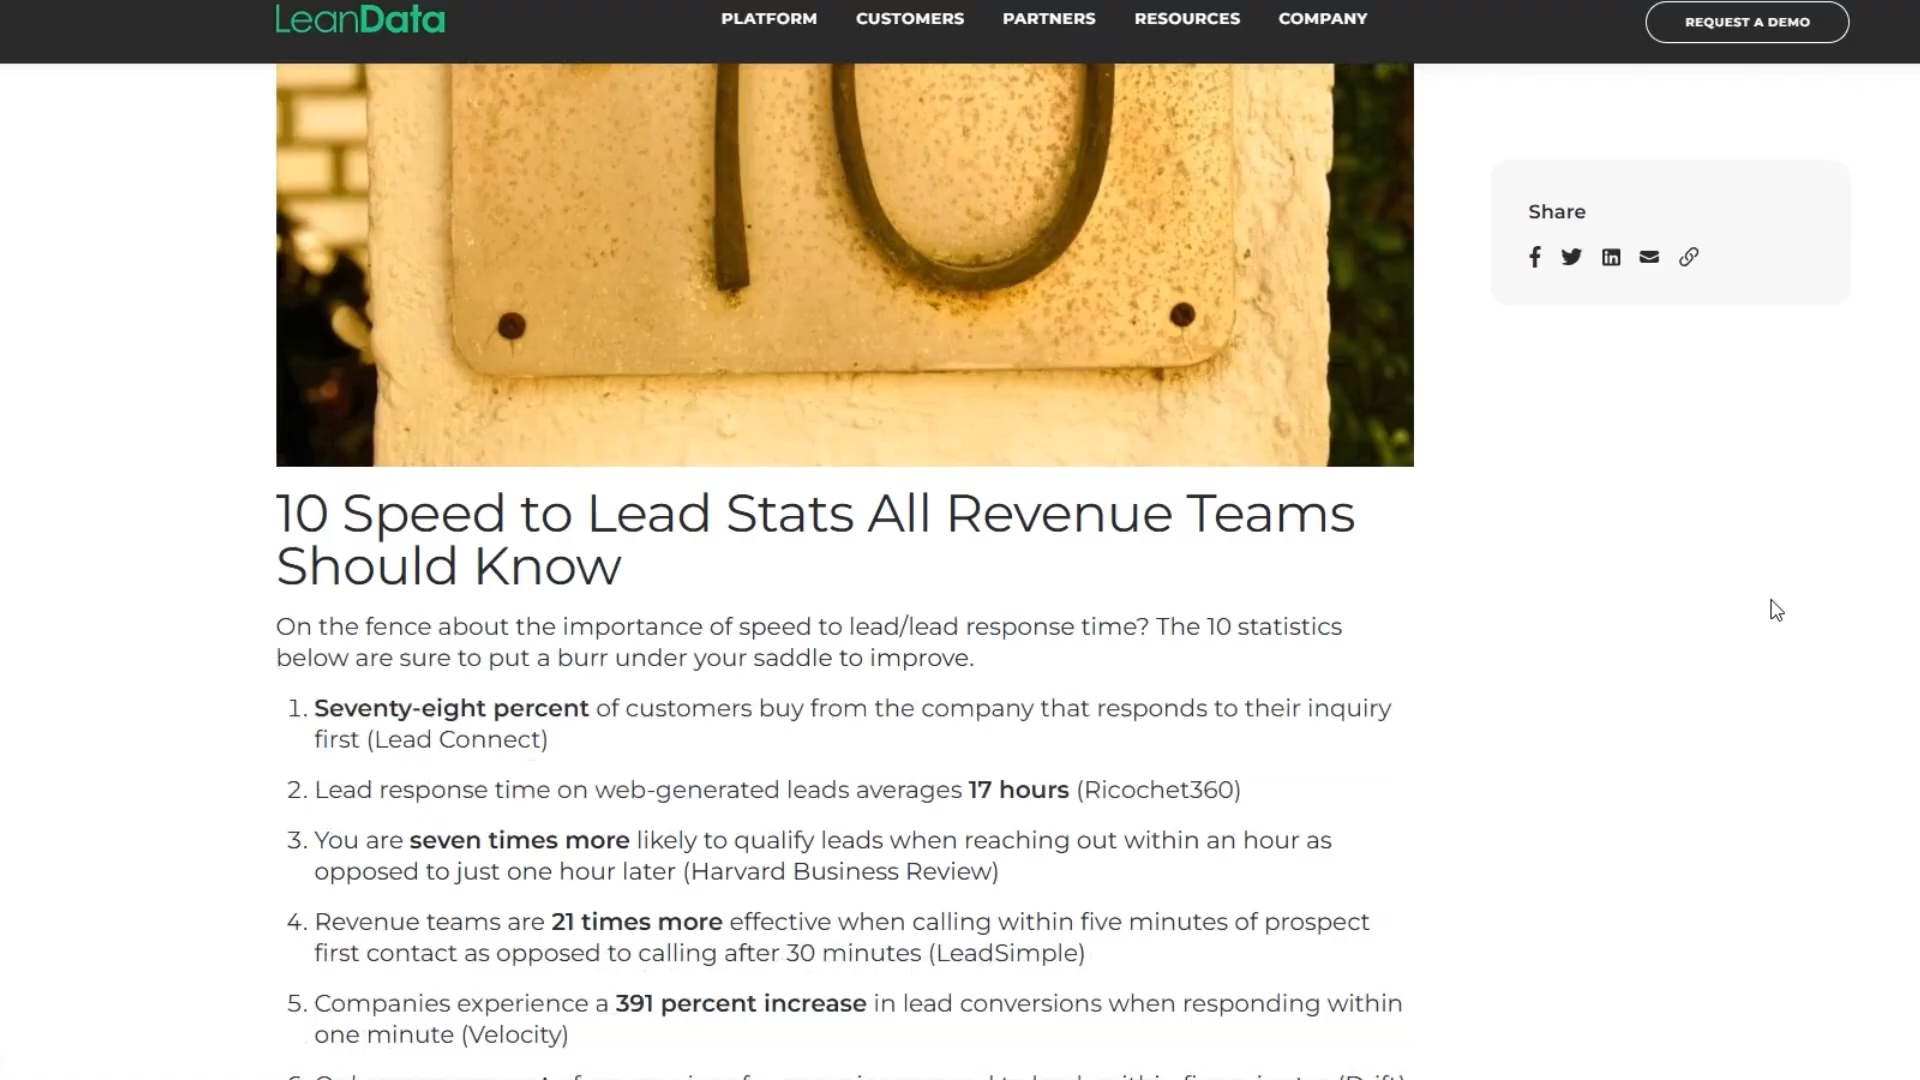 LeanData
PLATFORM CUSTOMERS PARTNERS RESOURCES COMPANY
REQUEST A DEMO
10
Share
10 Speed to Lead Stats All Revenue Teams
Should Know
On the fence about the importance of speed to lead/lead response time? The 10 statistics
below are sure to put a burr under your saddle to improve.
1. Seventy-eight percent of customers buy from the company that responds to their inquiry
first (Lead Connect)
2. Lead response time on web-generated leads averages 17 hours (Ricochet360)
3. You are seven times more likely to qualify leads when reaching out within an hour as
opposed to just one hour later (Harvard Business Review)
4. Revenue teams are 21 times more effective when calling within five minutes of prospect
first contact as opposed to calling after 30 minutes (LeadSimple)
5. Companies experience a 391 percent increase in lead conversions when responding within
one minute (Velocity)